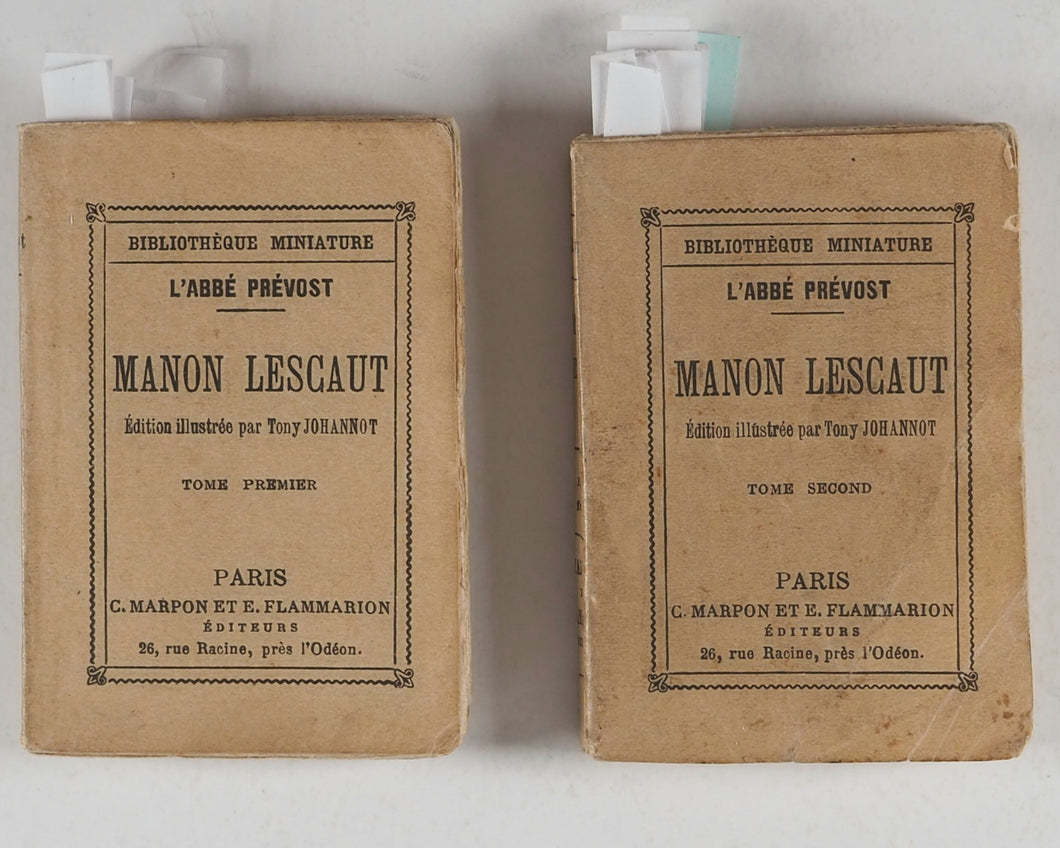 BIBLIOTHÈQUE MINIATURE
L'ABBÉ PRÉVOST
MANON LESCAUT
Édition illustrée par Tony JOHANNOT
TOME PREMIER
PARIS
C. MARPON ET E. FLAMMARION
ÉDITEURS
26, rue Racine, près l'Odéon.
BIBLIOTHÈQUE MINIATURE
L'ABBÉ PRÉVOST
MANON LESCAUT
Édition illustrée par Tony JOHANNOT
TOME SECOND
PARIS
C. MARPON ET E. FLAMMARION
ÉDITEURS
26, rue Racine, près l'Odéon.